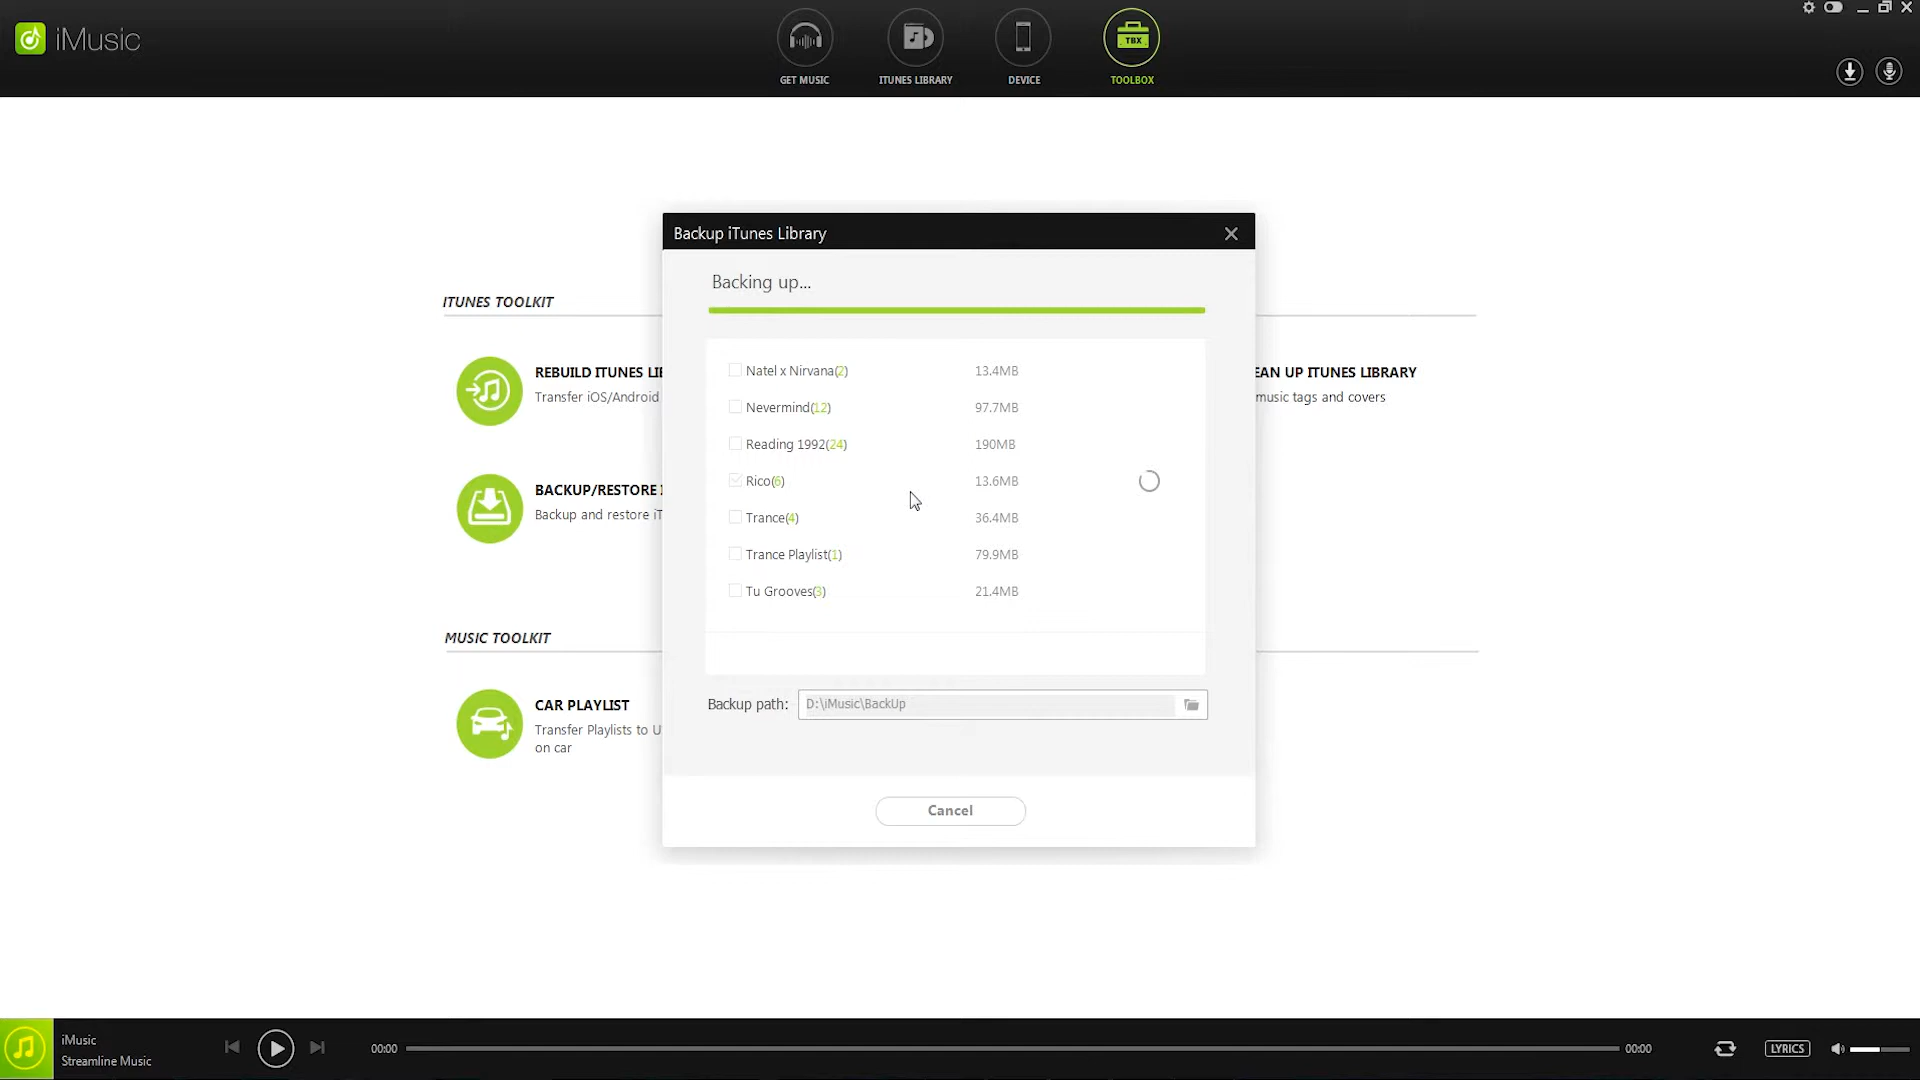 iMusic
GET MUSIC
ITUNES LIBRARY
DEVICE
TBX
TOOLBOX
Backup iTunes Library
Backing up...
ITUNES TOOLKIT
REBUILD ITUNES LI
Transfer iOS/Android
EAN UP ITUNES LIBRARY
music tags and covers
BACKUP/RESTORE I
Backup and restore iT
Natel x Nirvana(2) 13.4MB
Nevermind(12) 97.7MB
Reading 1992(24) 190MB
Rico(6) 13.6MB
Trance(4) 36.4MB
Trance Playlist(1) 79.9MB
Tu Grooves(3) 21.4MB
MUSIC TOOLKIT
CAR PLAYLIST
Transfer Playlists to U
on car
Backup path: D:\iMusic\BackUp
Cancel
iMusic
Streamline Music
00:00
00:00
LYRICS